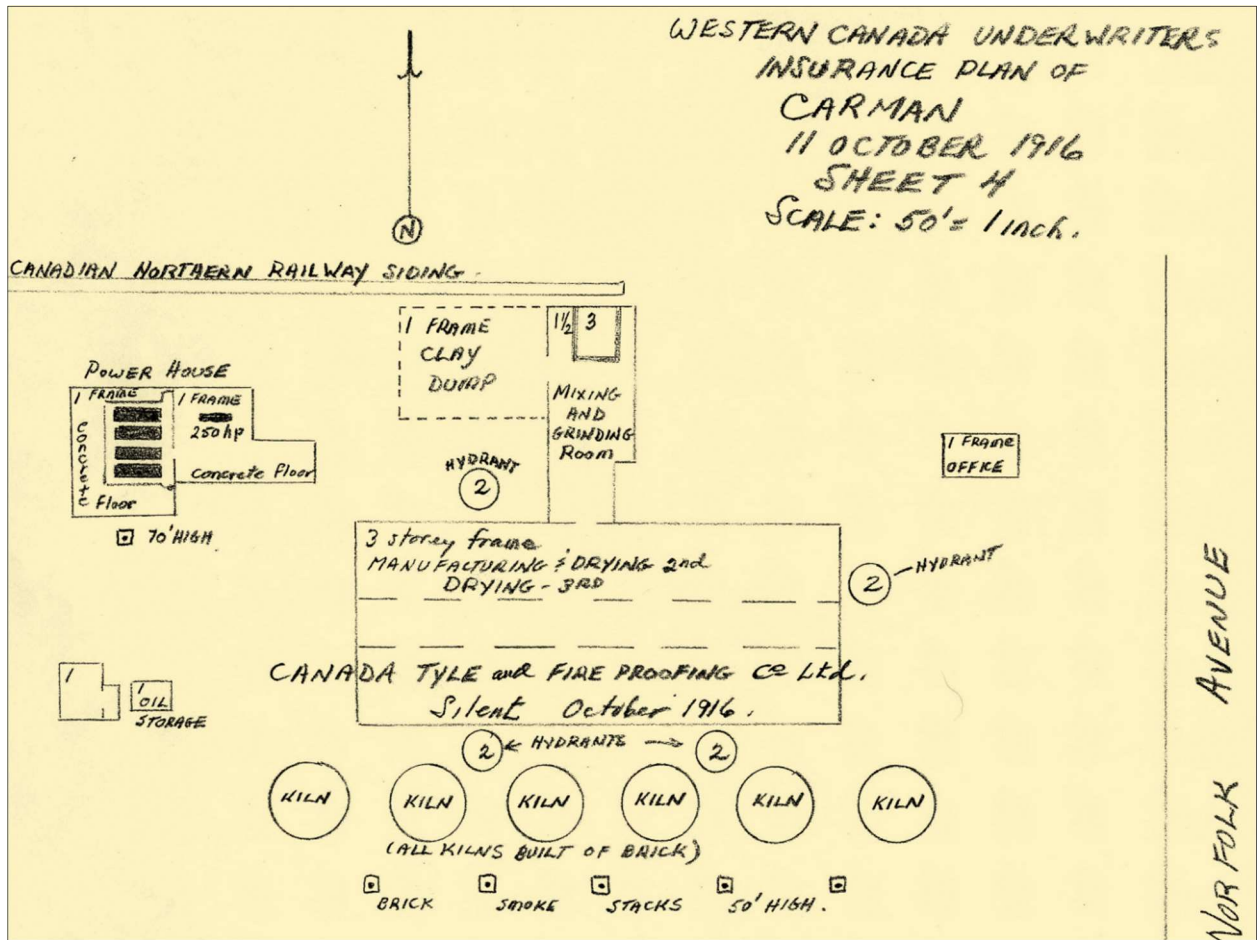 WESTERN CANADA UNDERWRITERS
INSURANCE PLAN OF
CARMAN
11 OCTOBER 1916
SHEET 4
SCALE: 50' = 1 inch.
N
CANADIAN NORTHERN RAILWAY SIDING
1 FRAME
CLAY
DUMP
1½ 3
MIXING
AND
GRINDING
Room
POWER HOUSE
1 FRAME
1 FRAME
250 hp
concrete floor
concrete
Floor
70' HIGH
HYDRANT
2
1 FRAME
OFFICE
3 storey frame
MANUFACTURING & DRYING 2nd
DRYING - 3RD
2 HYDRANT
CANADA TYLE and FIRE PROOFING Co Ltd.
Silent October 1916.
1
1
OIL
STORAGE
2 HYDRANTS 2
KILN KILN KILN KILN KILN KILN
(ALL KILNS BUILT OF BRICK)
BRICK SMOKE STACKS 50' HIGH.
NORFOLK AVENUE